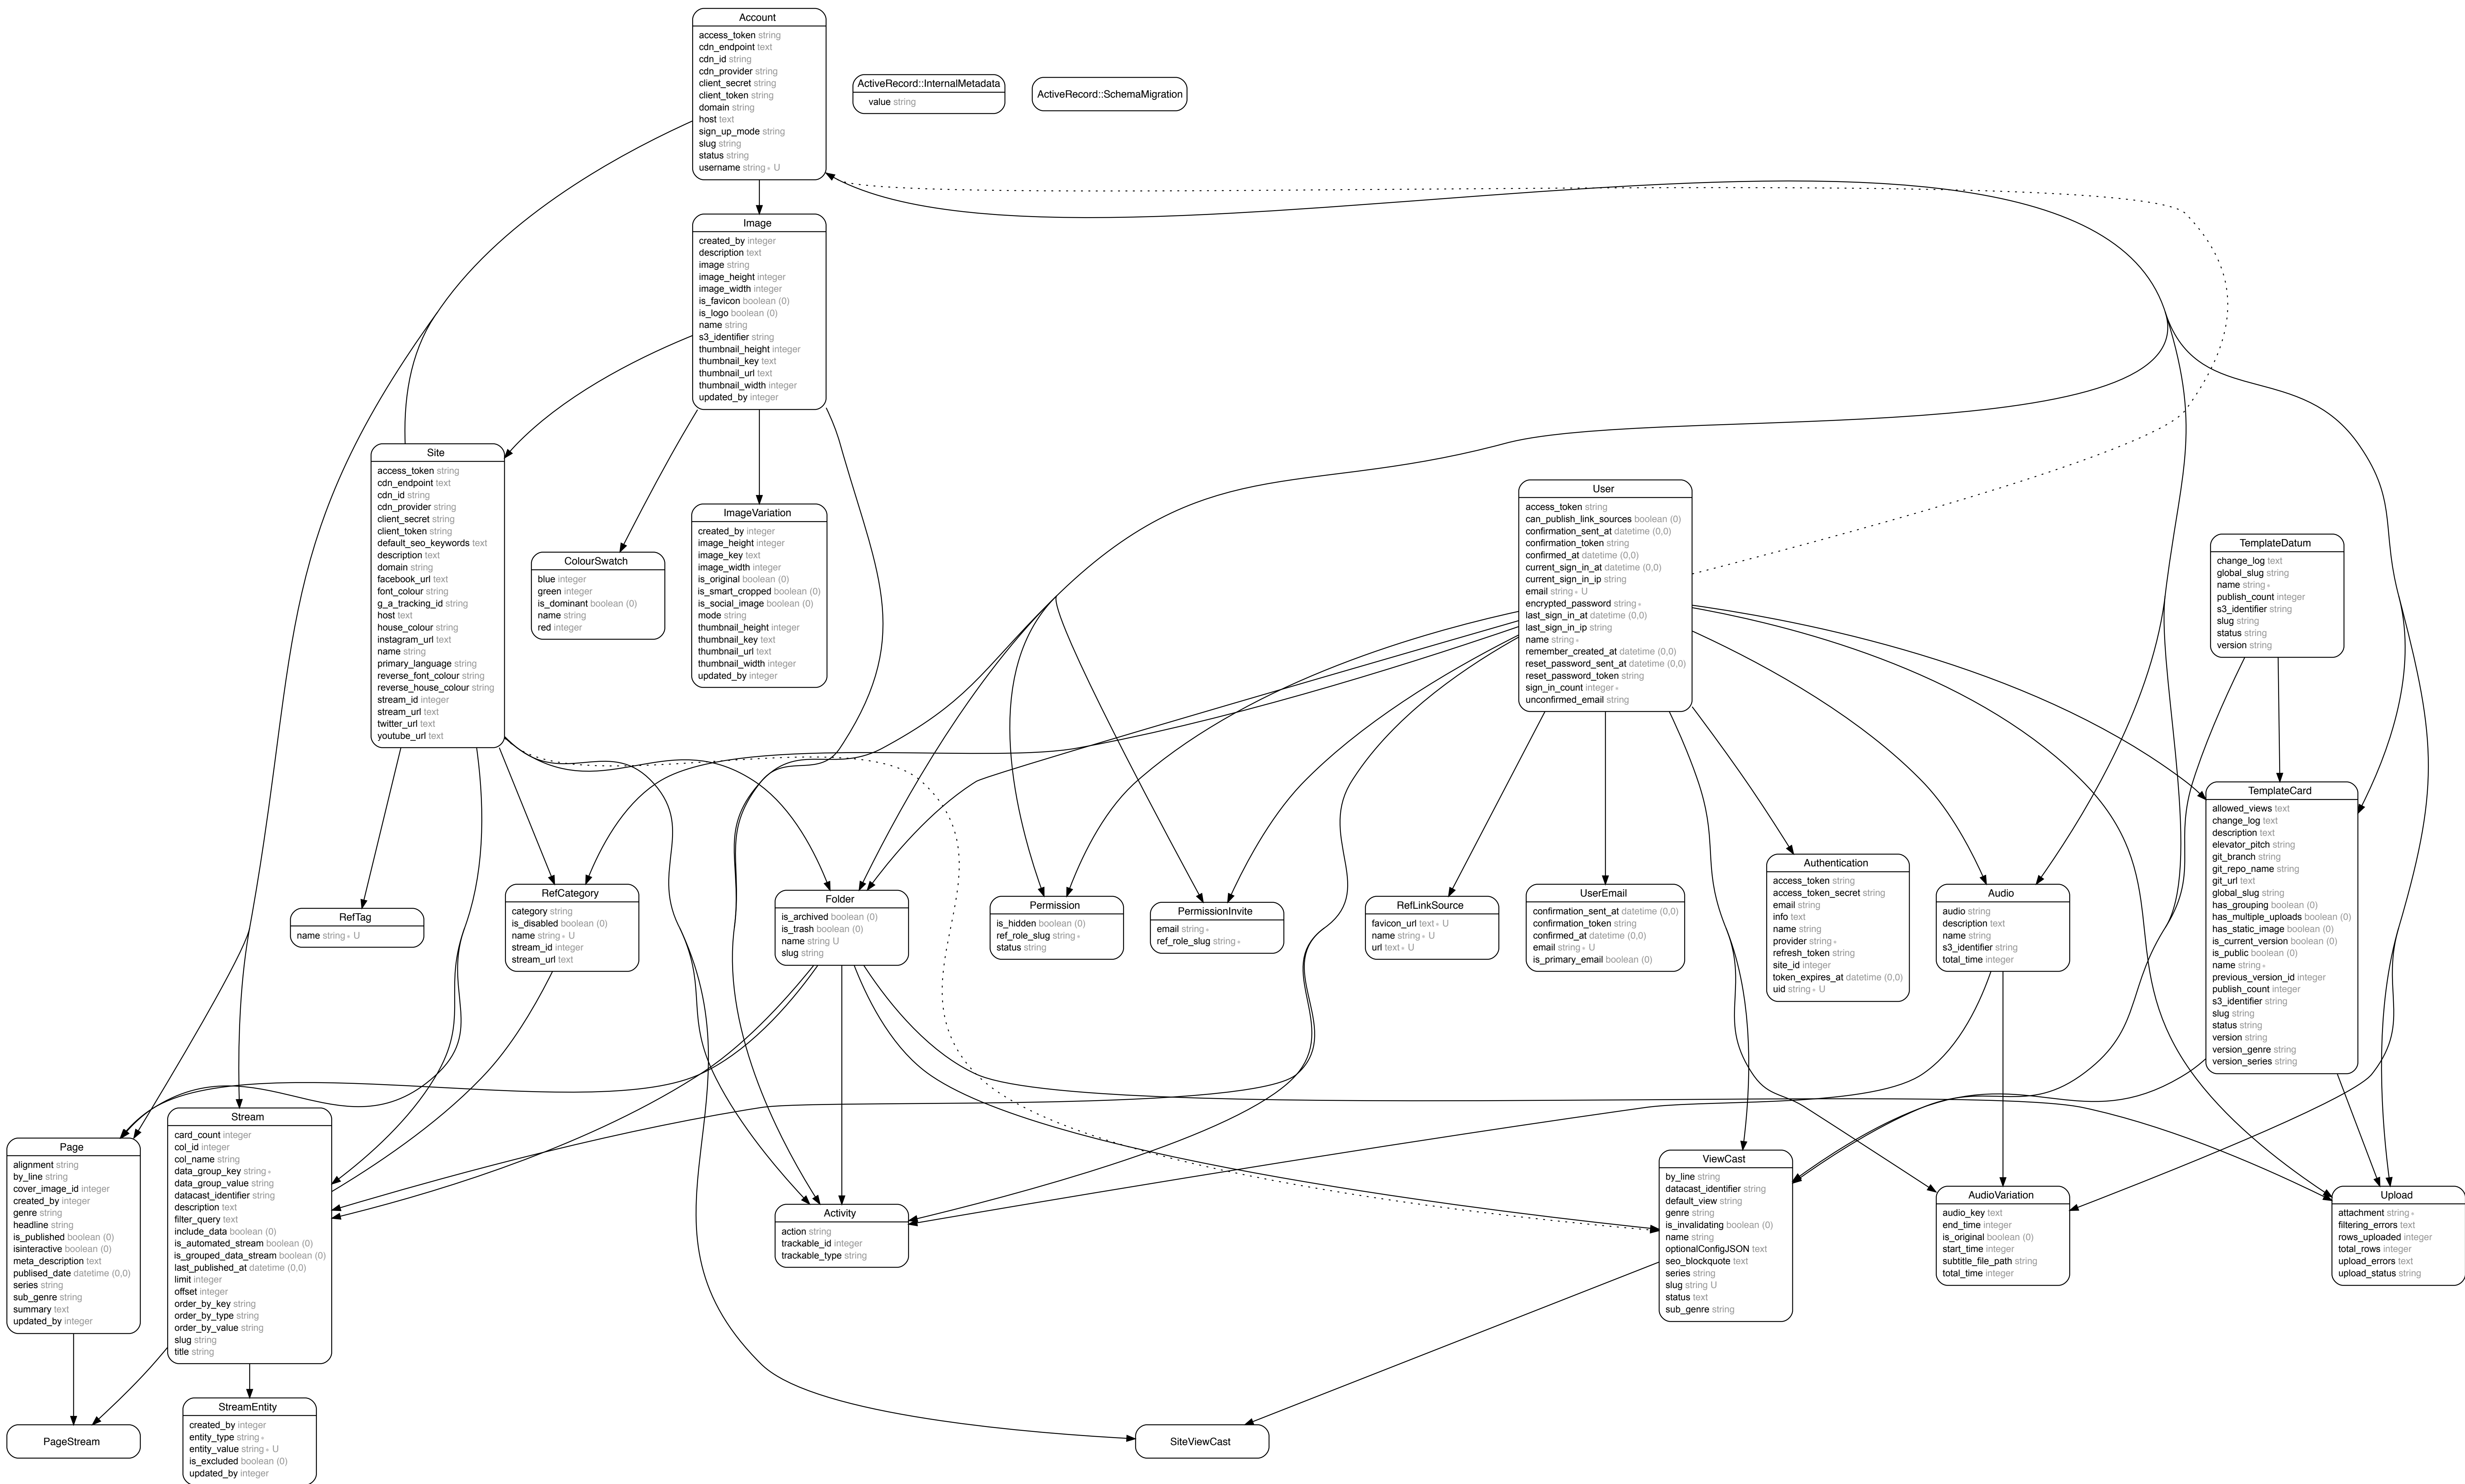 Account
access_token string
cdn_endpoint text
cdn_id string
cdn_provider string
client_secret string
client_token string
domain string
host text
sign_up_mode string
slug string
status string
username string * U
ActiveRecord::InternalMetadata
value string
ActiveRecord::SchemaMigration
Image
created_by integer
description text
image string
image_height integer
image_width integer
is_favicon boolean (0)
is_logo boolean (0)
name string
s3_identifier string
thumbnail_height integer
thumbnail_key text
thumbnail_url text
thumbnail_width integer
updated_by integer
Site
access_token string
cdn_endpoint text
cdn_id string
cdn_provider string
client_secret string
client_token string
default_seo_keywords text
description text
domain string
facebook_url text
font_colour string
g_a_tracking_id string
host text
house_colour string
instagram_url text
name string
primary_language string
reverse_font_colour string
reverse_house_colour string
stream_id integer
stream_url text
twitter_url text
youtube_url text
ColourSwatch
blue integer
green integer
is_dominant boolean (0)
name string
red integer
ImageVariation
created_by integer
image_height integer
image_key text
image_width integer
is_original boolean (0)
is_smart_cropped boolean (0)
is_social_image boolean (0)
mode string
thumbnail_height integer
thumbnail_key text
thumbnail_url text
thumbnail_width integer
updated_by integer
User
access_token string
can_publish_link_sources boolean (0)
confirmation_sent_at datetime (0,0)
confirmation_token string
confirmed_at datetime (0,0)
current_sign_in_at datetime (0,0)
current_sign_in_ip string
email string * U
encrypted_password string *
last_sign_in_at datetime (0,0)
last_sign_in_ip string
name string *
remember_created_at datetime (0,0)
reset_password_sent_at datetime (0,0)
reset_password_token string
sign_in_count integer *
unconfirmed_email string
TemplateDatum
change_log text
global_slug string
name string *
publish_count integer
s3_identifier string
slug string
status string
version string
TemplateCard
allowed_views text
change_log text
description text
elevator_pitch string
git_branch string
git_repo_name string
git_url text
global_slug string
has_grouping boolean (0)
has_multiple_uploads boolean (0)
has_static_image boolean (0)
is_current_version boolean (0)
is_public boolean (0)
name string *
previous_version_id integer
publish_count integer
s3_identifier string
slug string
status string
version string
version_genre string
version_series string
RefTag
name string * U
RefCategory
category string
is_disabled boolean (0)
name string * U
stream_id integer
stream_url text
Folder
is_archived boolean (0)
is_trash boolean (0)
name string U
slug string
Permission
is_hidden boolean (0)
ref_role_slug string *
status string
PermissionInvite
email string *
ref_role_slug string *
RefLinkSource
favicon_url text * U
name string * U
url text * U
UserEmail
confirmation_sent_at datetime (0,0)
confirmation_token string
confirmed_at datetime (0,0)
email string * U
is_primary_email boolean (0)
Authentication
access_token string
access_token_secret string
email string
info text
name string
provider string *
refresh_token string
site_id integer
token_expires_at datetime (0,0)
uid string * U
Audio
audio string
description text
name string
s3_identifier string
total_time integer
Page
alignment string
by_line string
cover_image_id integer
created_by integer
genre string
headline string
is_published boolean (0)
isinteractive boolean (0)
meta_description text
publised_date datetime (0,0)
series string
sub_genre string
summary text
updated_by integer
Stream
card_count integer
col_id integer
col_name string
data_group_key string *
data_group_value string
datacast_identifier string
description text
filter_query text
include_data boolean (0)
is_automated_stream boolean (0)
is_grouped_data_stream boolean (0)
last_published_at datetime (0,0)
limit integer
offset integer
order_by_key string
order_by_type string
order_by_value string
slug string
title string
Activity
action string
trackable_id integer
trackable_type string
ViewCast
by_line string
datacast_identifier string
default_view string
genre string
is_invalidating boolean (0)
name string
optionalConfigJSON text
seo_blockquote text
series string
slug string U
status text
sub_genre string
AudioVariation
audio_key text
end_time integer
is_original boolean (0)
start_time integer
subtitle_file_path string
total_time integer
Upload
attachment string *
filtering_errors text
rows_uploaded integer
total_rows integer
upload_errors text
upload_status string
PageStream
StreamEntity
created_by integer
entity_type string *
entity_value string * U
is_excluded boolean (0)
updated_by integer
SiteViewCast